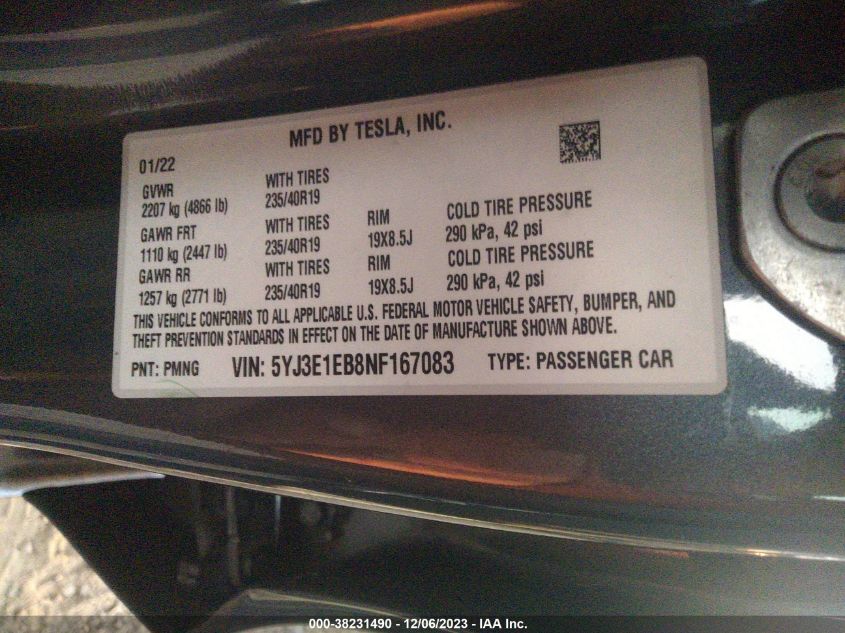 MFD BY TESLA, INC.
01/22
GVWR WITH TIRES
2207 kg (4866 lb) 235/40R19
GAWR FRT WITH TIRES RIM COLD TIRE PRESSURE
1110 kg (2447 lb) 235/40R19 19X8.5J 290 kPa, 42 psi
GAWR RR WITH TIRES RIM COLD TIRE PRESSURE
1257 kg (2771 lb) 235/40R19 19X8.5J 290 kPa, 42 psi
THIS VEHICLE CONFORMS TO ALL APPLICABLE U.S. FEDERAL MOTOR VEHICLE SAFETY, BUMPER, AND
THEFT PREVENTION STANDARDS IN EFFECT ON THE DATE OF MANUFACTURE SHOWN ABOVE.
PNT: PMNG VIN: 5YJ3E1EB8NF167083 TYPE: PASSENGER CAR
000-38231490 - 12/06/2023 - IAA Inc.